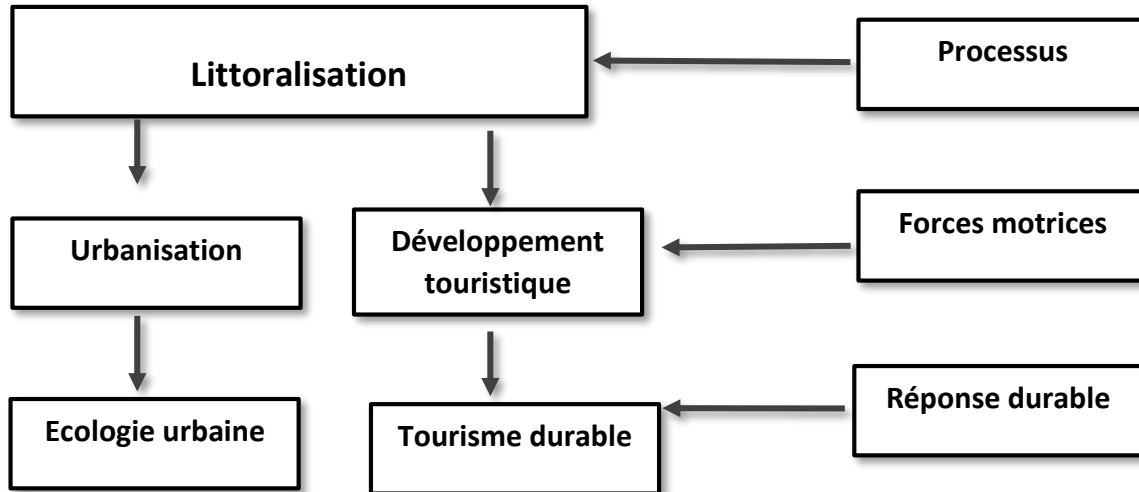 Littoralisation
Processus
Urbanisation
Développement
touristique
Forces motrices
Ecologie urbaine
Tourisme durable
Réponse durable